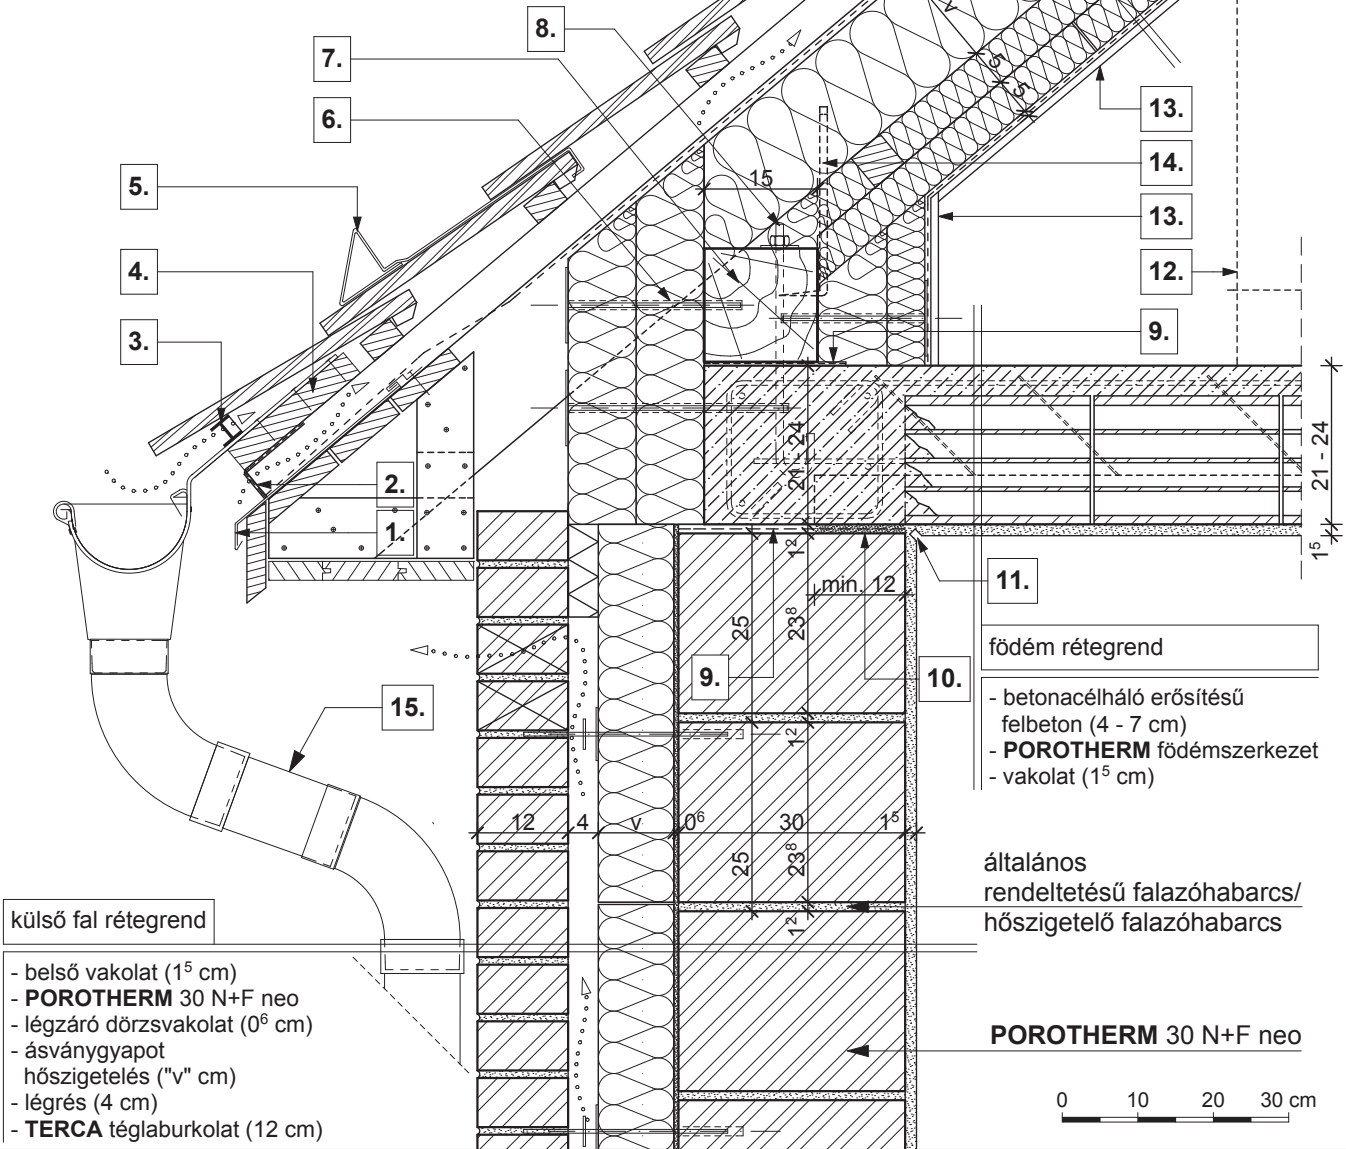 8.
7.
6.
5.
4.
3.
2.
1.
13.
14.
13.
12.
9.
15
v
5
5
21 - 24
21 - 24
1⁵
1²
min. 12
11.
25
23⁸
9.
10.
födém rétegrend
- betonacélháló erősítésű
felbeton (4 - 7 cm)
- POROTHERM födémszerkezet
- vakolat (1⁵ cm)
15.
1²
12
4
v
0⁶
30
1⁵
25
23⁸
1²
általános
rendeltetésű falazóhabarcs/
hőszigetelő falazóhabarcs
külső fal rétegrend
- belső vakolat (1⁵ cm)
- POROTHERM 30 N+F neo
- légzáró dörzsvakolat (0⁶ cm)
- ásványgyapot
hőszigetelés ("v" cm)
- légrés (4 cm)
- TERCA téglaburkolat (12 cm)
POROTHERM 30 N+F neo
0 10 20 30 cm